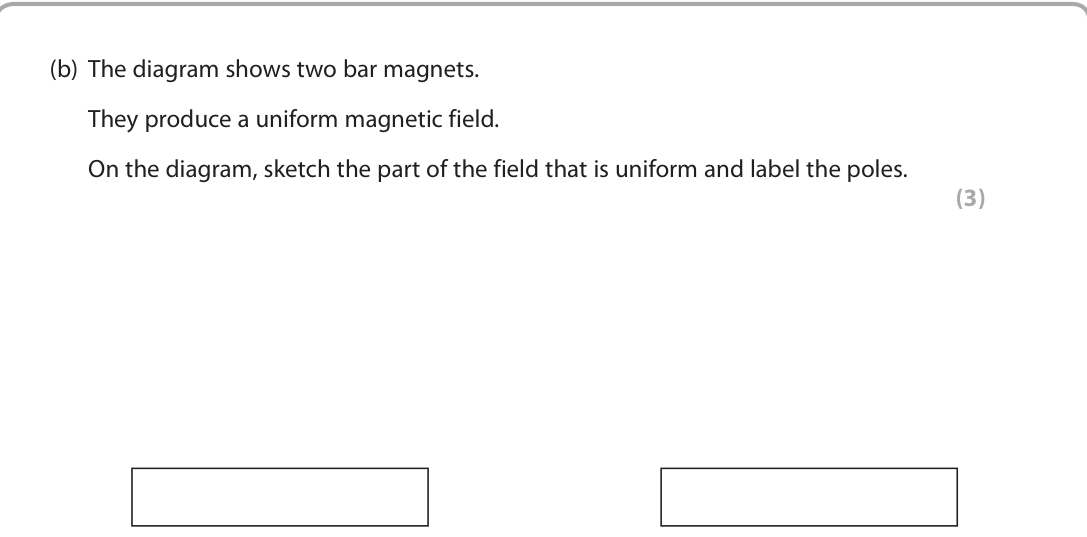 (b) The diagram shows two bar magnets.
They produce a uniform magnetic field.
On the diagram, sketch the part of the field that is uniform and label the poles.
(3)